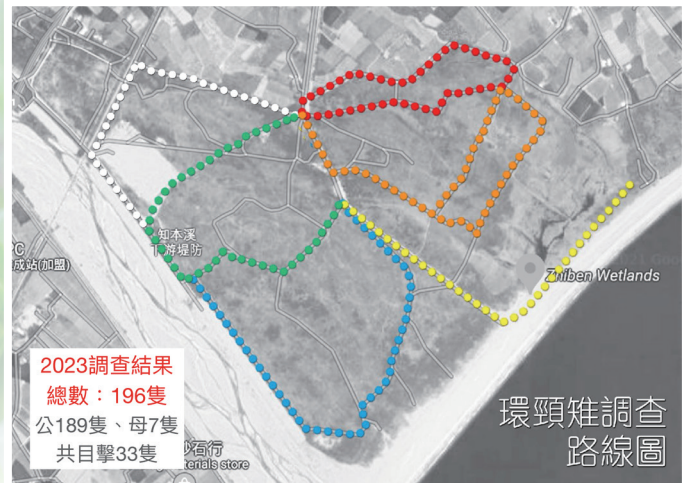 知本溪
下游堤防
成站(加盟)
Zhiben Wetlands
2023調查結果
總數：196隻
公189隻、母7隻
共目擊33隻
砂石行
terials store
環頸雉調查
路線圖